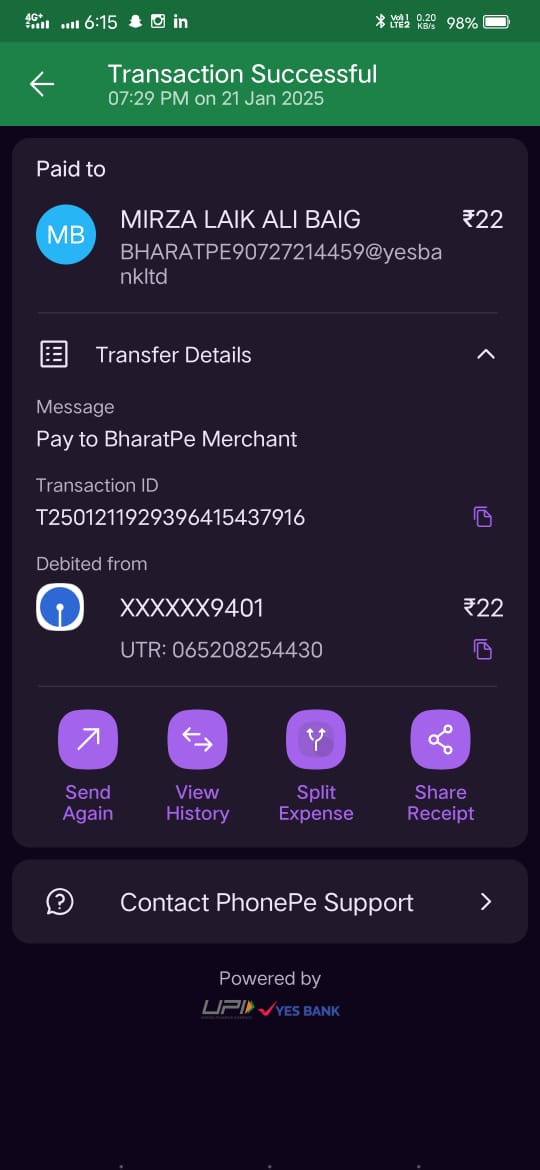 4G+ 6:15 in Vo)) 1 LTE2 0.20 KB/s 98%
Transaction Successful
07:29 PM on 21 Jan 2025
Paid to
MB MIRZA LAIK ALI BAIG ₹22
BHARATPE90727214459@yesba
nkltd
Transfer Details
Message
Pay to BharatPe Merchant
Transaction ID
T2501211929396415437916
Debited from
XXXXXX9401 ₹22
UTR: 065208254430
Send Again
View History
Split Expense
Share Receipt
Contact PhonePe Support
Powered by
UPI YES BANK